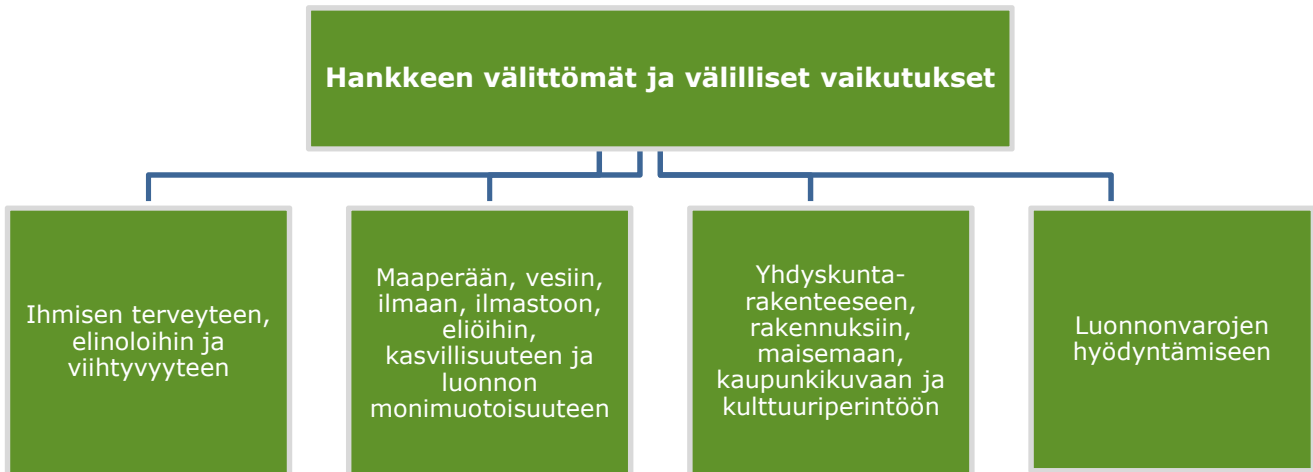 Hankkeen välittömät ja välilliset vaikutukset
Ihmisen terveyteen,
elinoloihin ja
viihtyvyyteen
Maaperään, vesiin,
ilmaan, ilmastoon,
eliöihin,
kasvillisuuteen ja
luonnon
monimuotoisuuteen
Yhdyskunta-
rakenteeseen,
rakennuksiin,
maisemaan,
kaupunkikuvaan ja
kulttuuriperintöön
Luonnonvarojen
hyödyntämiseen